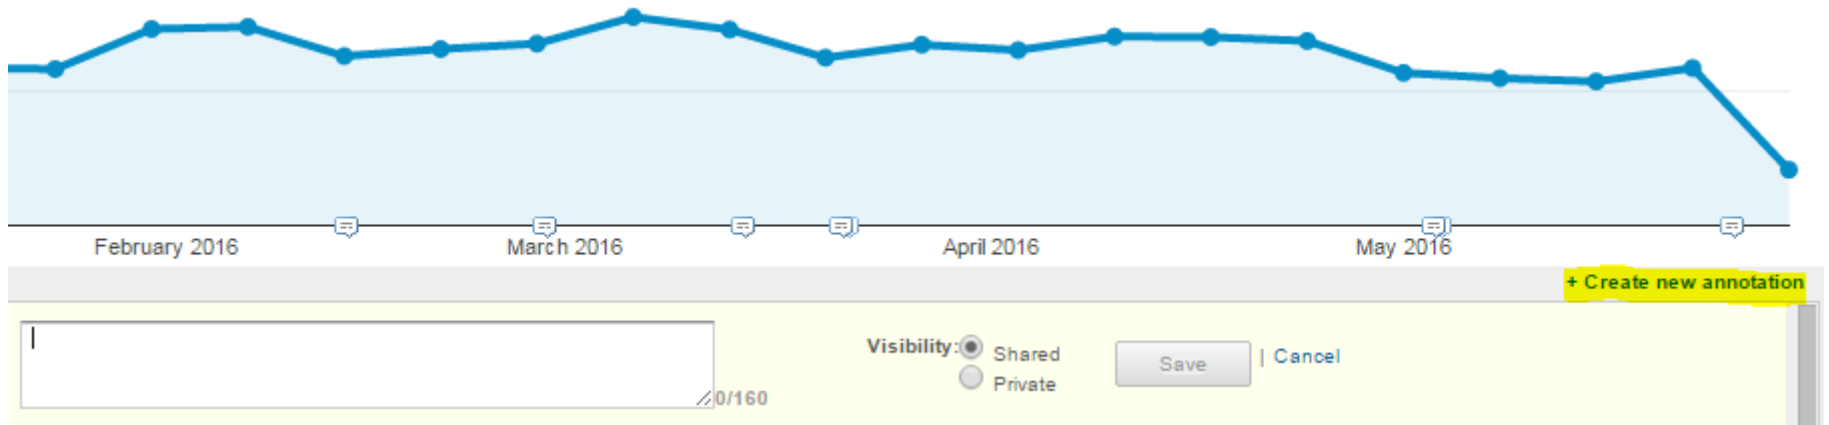 February 2016 March 2016 April 2016 May 2016
+ Create new annotation
Visibility: Shared
Private
Save | Cancel
0/160